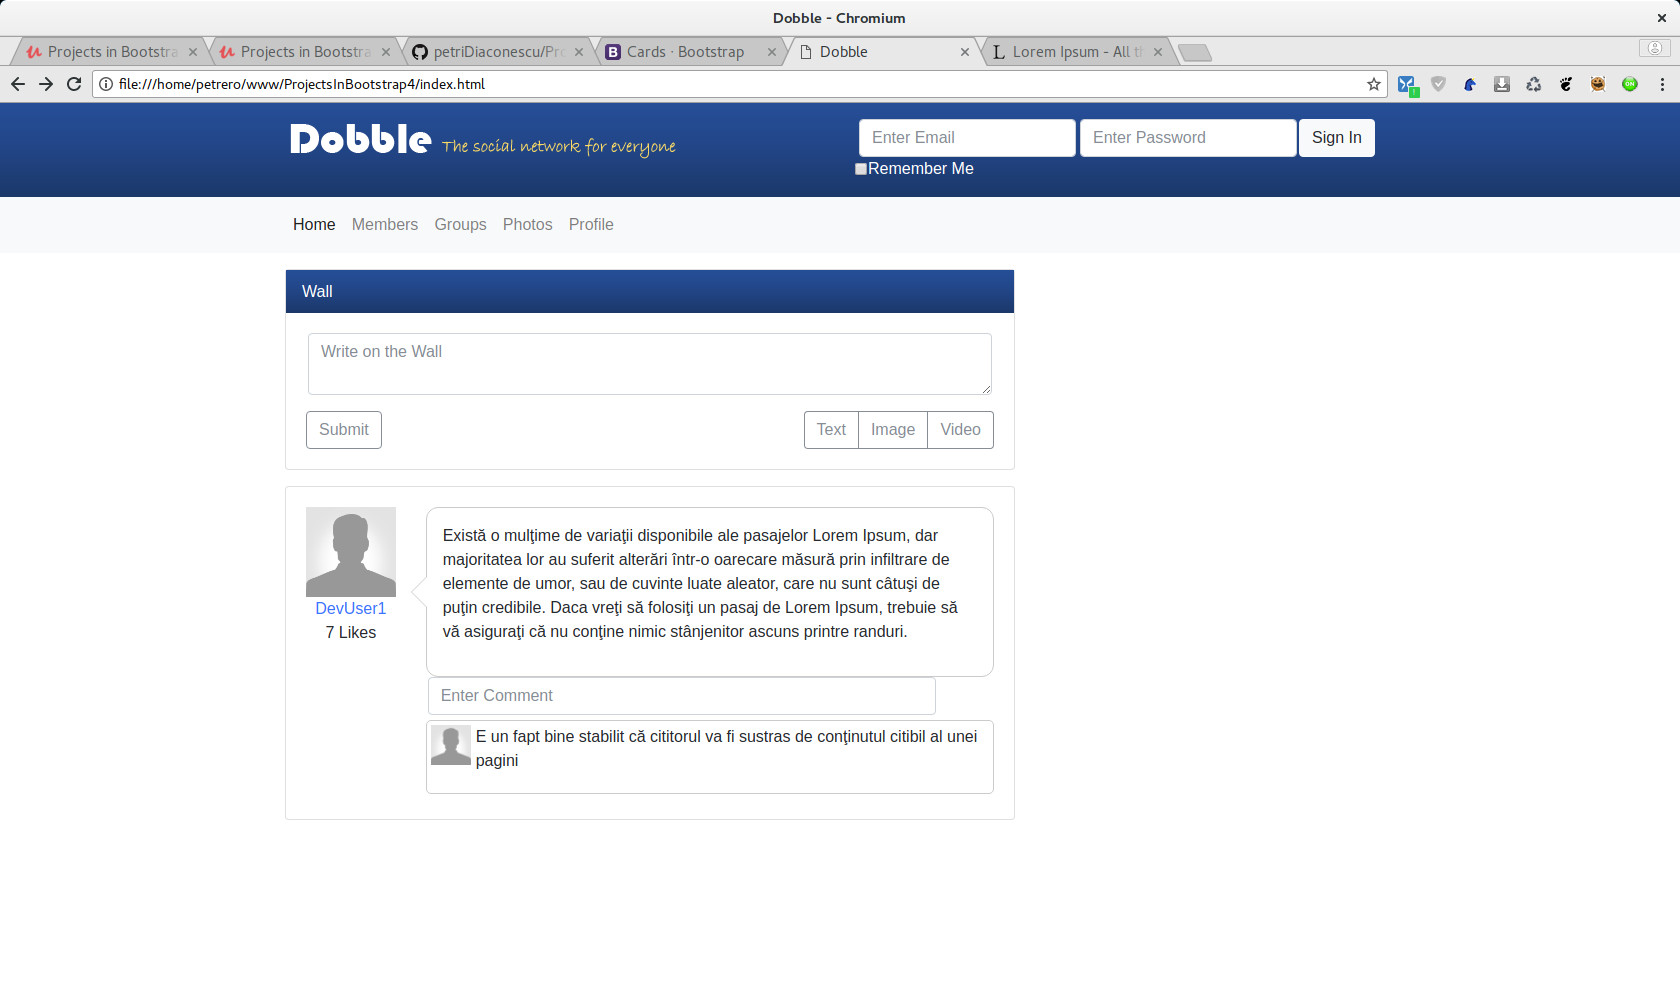 Dobble - Chromium
Projects in Bootstra
Projects in Bootstra
petriDiaconescu/Pro
Cards · Bootstrap
Dobble
Lorem Ipsum - All th
file:///home/petrero/www/ProjectsInBootstrap4/index.html
Dobble The social network for everyone
Enter Email
Enter Password
Sign In
Remember Me
Home
Members
Groups
Photos
Profile
Wall
Write on the Wall
Submit
Text
Image
Video
DevUser1
7 Likes
Există o mulţime de variaţii disponibile ale pasajelor Lorem Ipsum, dar
majoritatea lor au suferit alterări într-o oarecare măsură prin infiltrare de
elemente de umor, sau de cuvinte luate aleator, care nu sunt câtuşi de
puţin credibile. Daca vreţi să folosiţi un pasaj de Lorem Ipsum, trebuie să
vă asiguraţi că nu conţine nimic stânjenitor ascuns printre randuri.
Enter Comment
E un fapt bine stabilit că cititorul va fi sustras de conţinutul citibil al unei
pagini